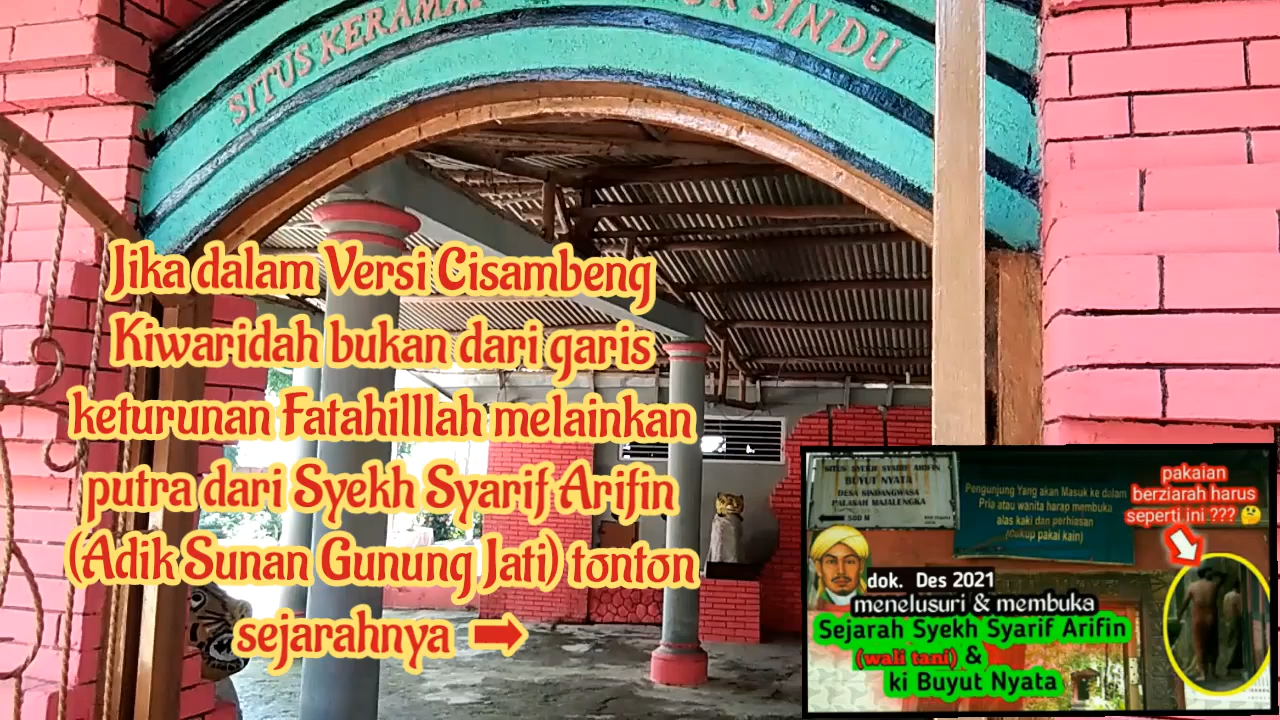 SITUS KERAMA SINDU
Jika dalam Versi Cisambeng
Kiwaridah bukan dari garis
keturunan Fatahilllah melainkan
putra dari Syekh Syarif Arifin
(Adik Sunan Gunung Jati) tonton
sejarahnya ➡
SITUS SYEKH SYARIF ARIFIN
BUYUT NYATA
DESA SINDANGWASA
PALASAH MAJALENGKA
500 M
Pengunjung Yang akan Masuk ke dalam
Pria atau wanita harap membuka
alas kaki dan perhiasan
(cukup pakai kain)
pakaian
berziarah harus
seperti ini ??? 🤔
dok. Des 2021
menelusuri & membuka
Sejarah Syekh Syarif Arifin
(wali tani) &
ki Buyut Nyata